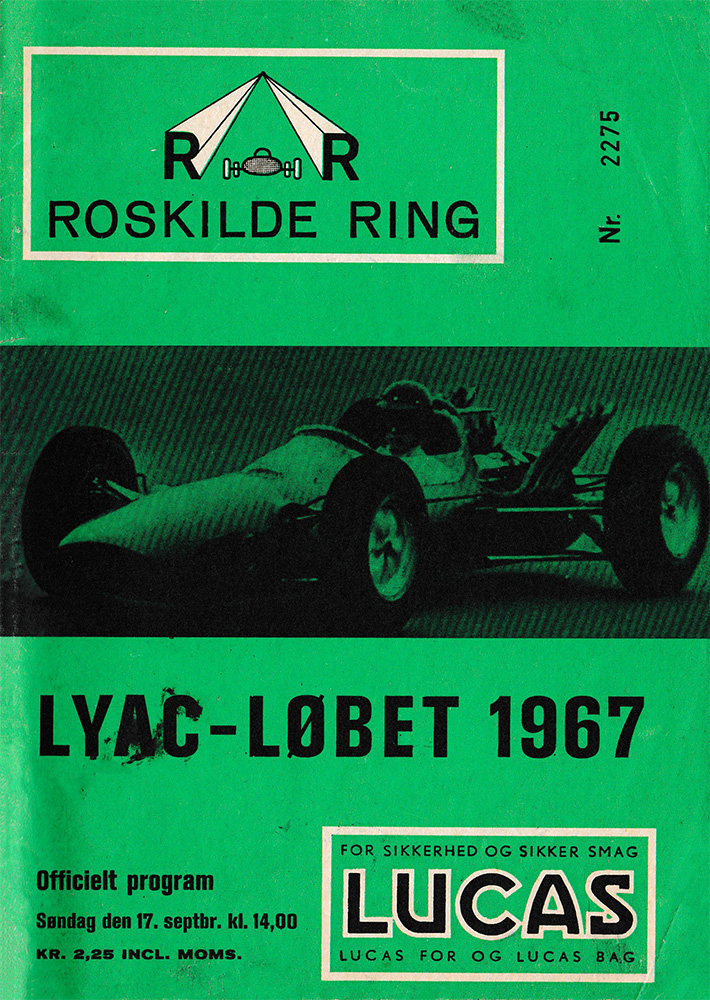 R R
ROSKILDE RING
Nr. 2275
LYAC-LØBET 1967
Officielt program
Søndag den 17. septbr. kl. 14,00
KR. 2,25 INCL. MOMS.
FOR SIKKERHED OG SIKKER SMAG
LUCAS
LUCAS FOR OG LUCAS BAG